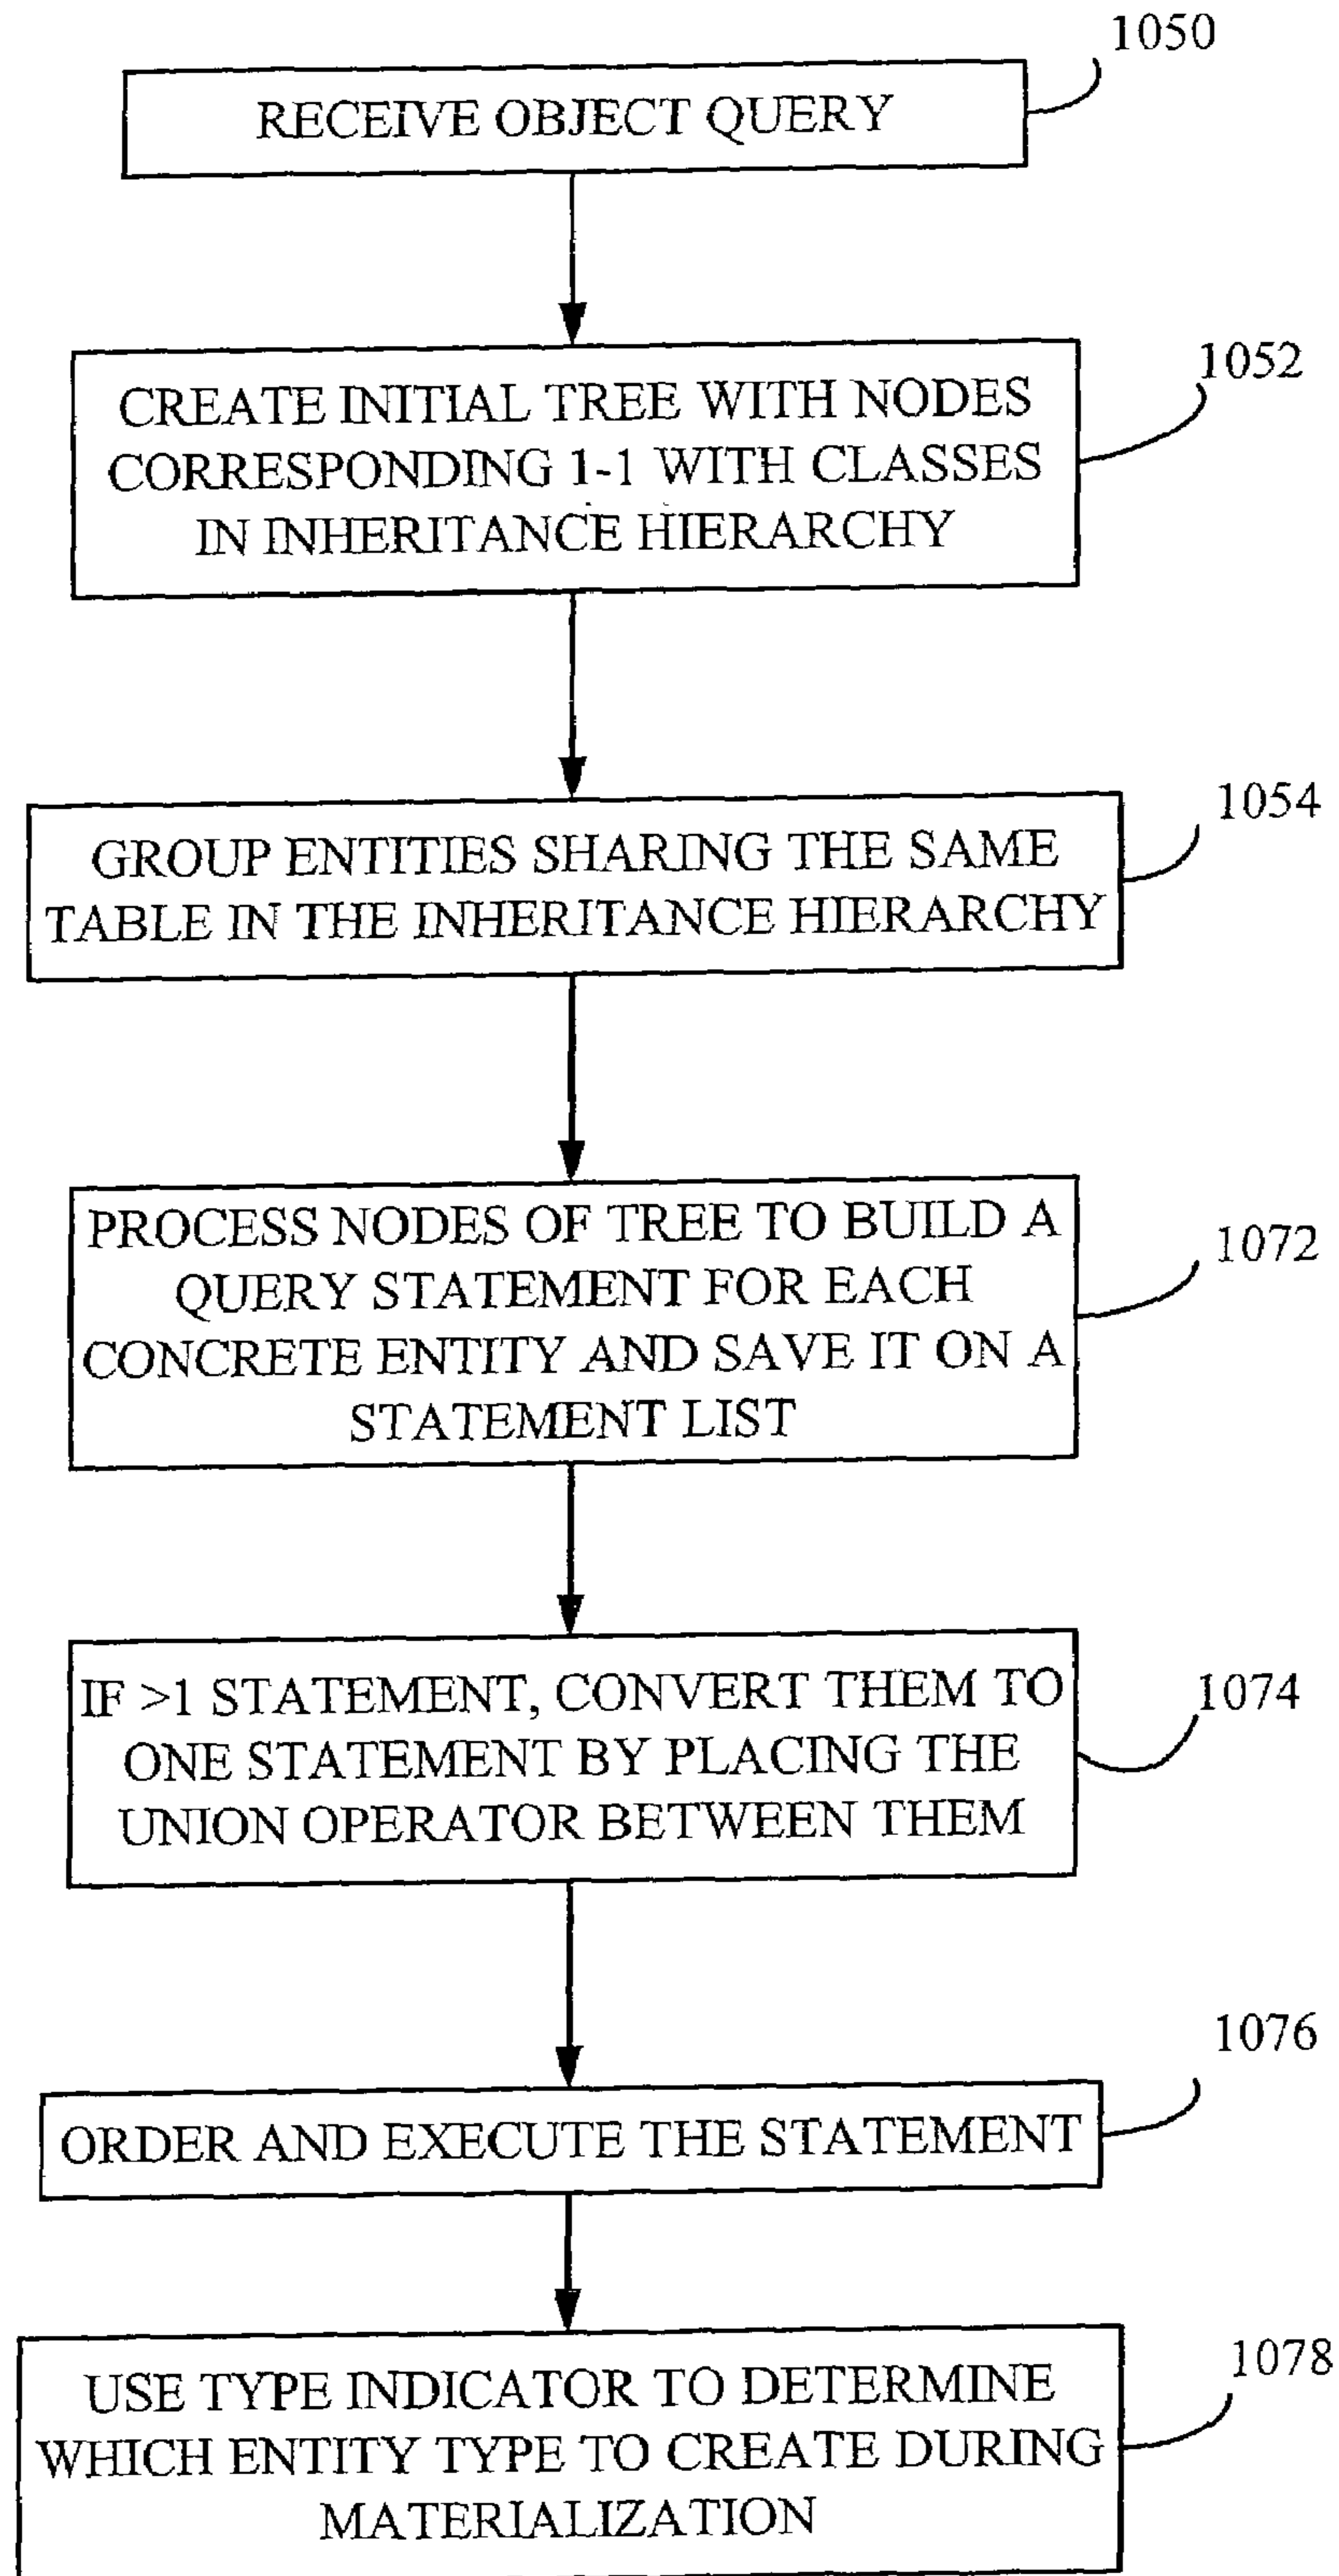 1050
RECEIVE OBJECT QUERY
1052
CREATE INITIAL TREE WITH NODES
CORRESPONDING 1-1 WITH CLASSES
IN INHERITANCE HIERARCHY
1054
GROUP ENTITIES SHARING THE SAME
TABLE IN THE INHERITANCE HIERARCHY
1072
PROCESS NODES OF TREE TO BUILD A
QUERY STATEMENT FOR EACH
CONCRETE ENTITY AND SAVE IT ON A
STATEMENT LIST
1074
IF >1 STATEMENT, CONVERT THEM TO
ONE STATEMENT BY PLACING THE
UNION OPERATOR BETWEEN THEM
1076
ORDER AND EXECUTE THE STATEMENT
1078
USE TYPE INDICATOR TO DETERMINE
WHICH ENTITY TYPE TO CREATE DURING
MATERIALIZATION